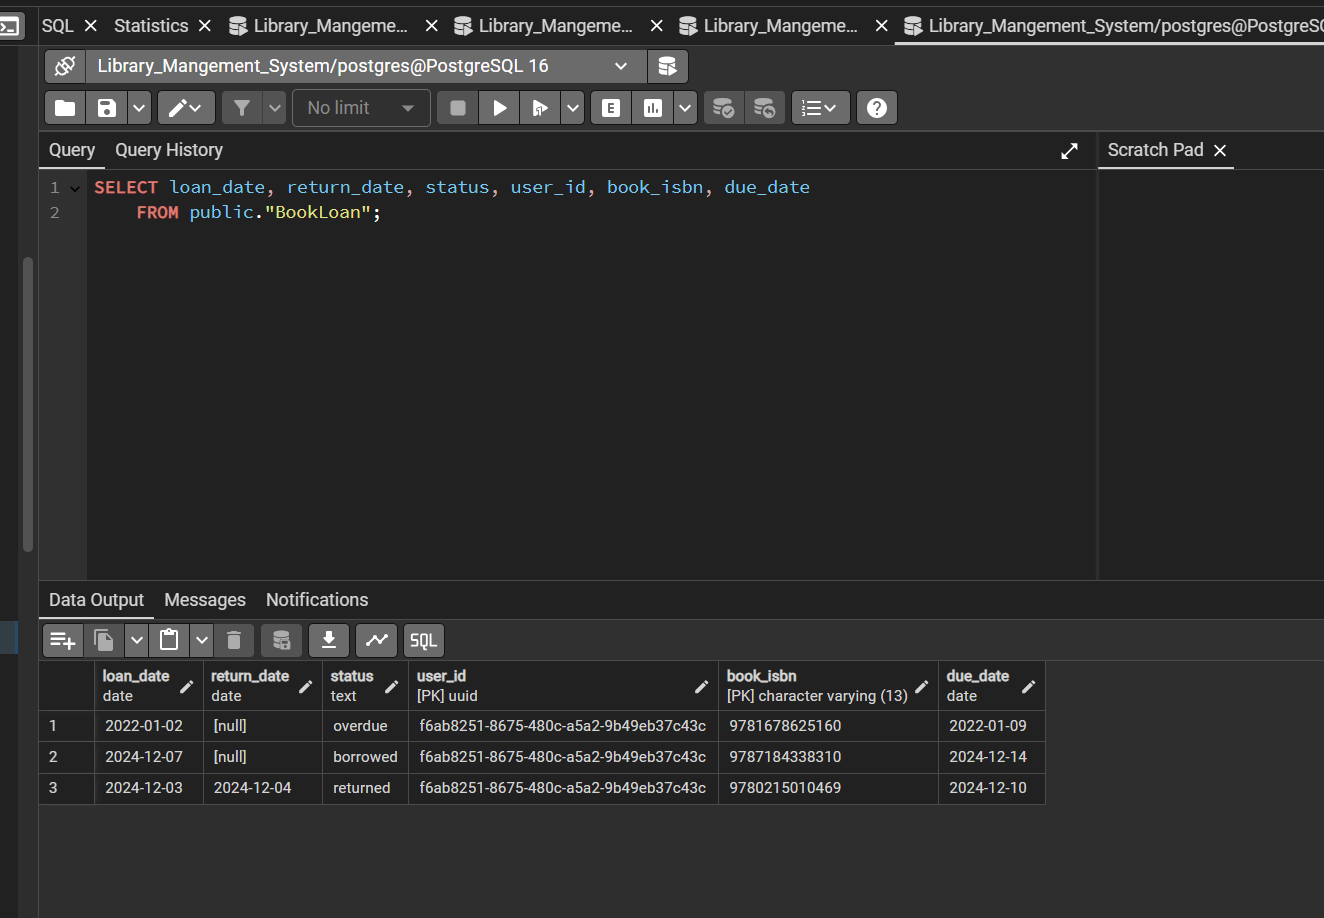 SQL Statistics Library_Mangeme... Library_Mangeme... Library_Mangeme... Library_Mangement_System/postgres@PostgreSQ
Library_Mangement_System/postgres@PostgreSQL 16
No limit E ?
Query Query History Scratch Pad
1 SELECT loan_date, return_date, status, user_id, book_isbn, due_date
2 FROM public."BookLoan";
Data Output Messages Notifications
SQL
loan_date return_date status user_id book_isbn due_date
date date text [PK] uuid [PK] character varying (13) date
1 2022-01-02 [null] overdue f6ab8251-8675-480c-a5a2-9b49eb37c43c 9781678625160 2022-01-09
2 2024-12-07 [null] borrowed f6ab8251-8675-480c-a5a2-9b49eb37c43c 9787184338310 2024-12-14
3 2024-12-03 2024-12-04 returned f6ab8251-8675-480c-a5a2-9b49eb37c43c 9780215010469 2024-12-10